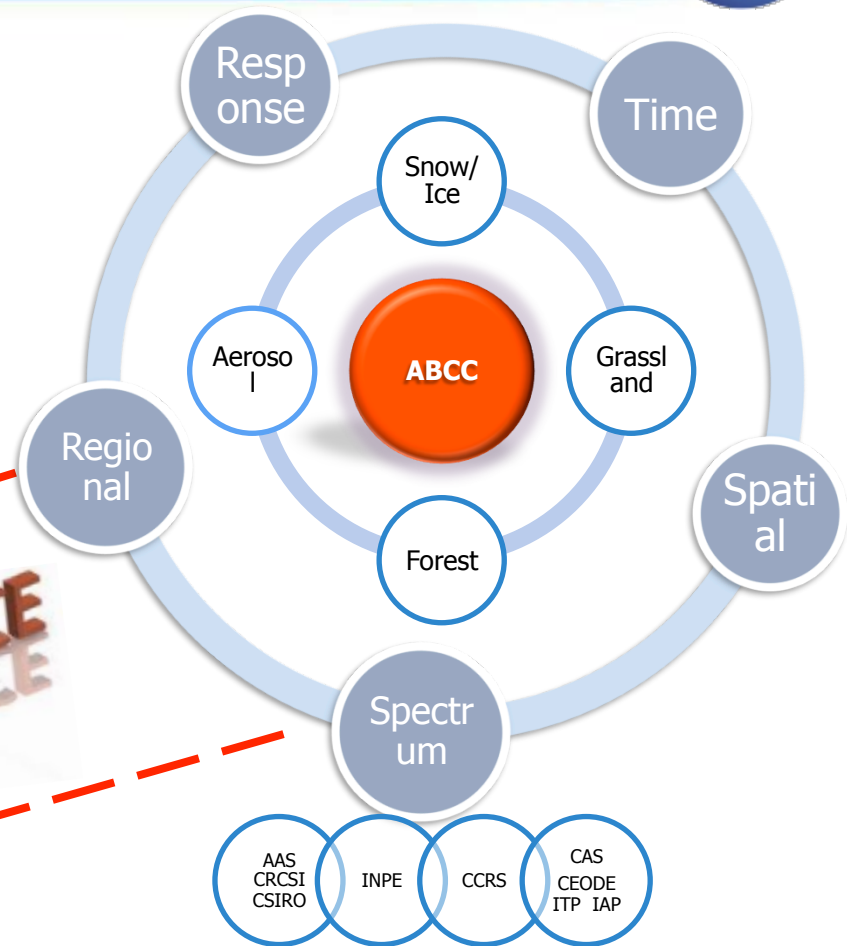 Resp
onse
Time
Snow/
Ice
Aeroso
l
ABCC
Grassl
and
Regio
nal
Spati
al
Forest
Spectr
um
AAS
CRCSI
CSIRO
INPE
CCRS
CAS
CEODE
ITP IAP